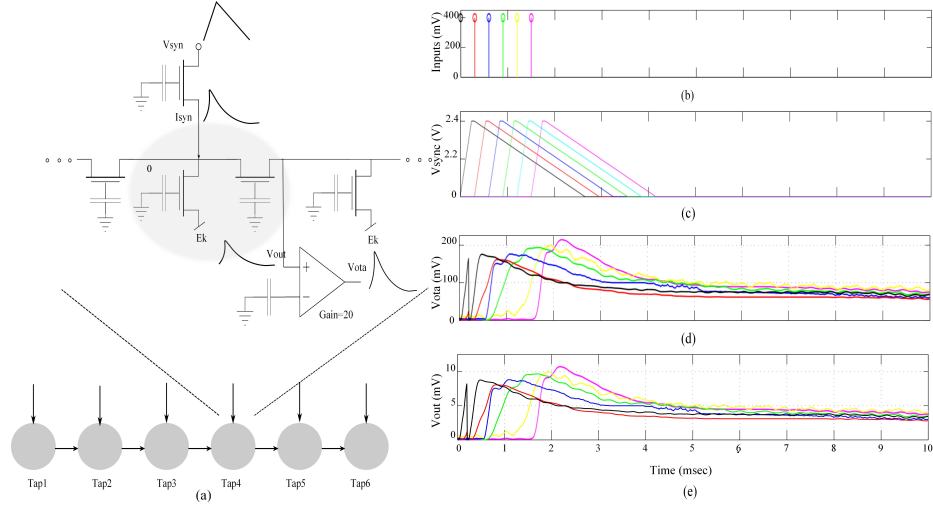 Vsyn
Isyn
0
Ek
Ek
Vout
Vota
Gain=20
Tap1 Tap2 Tap3 Tap4 Tap5 Tap6
(a)
Inputs (mV)
400
200
0
(b)
Vsync (V)
2.4
2.2
0
(c)
Vota (mV)
200
100
0
(d)
Vout (mV)
10
5
0
0 1 2 3 4 5 6 7 8 9 10
Time (msec)
(e)